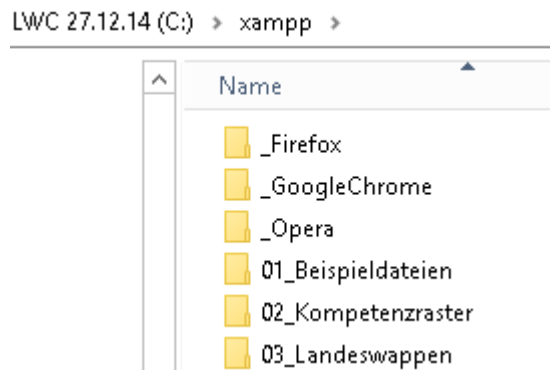 LWC 27.12.14 (C:) > xampp >
Name
_Firefox
_GoogleChrome
_Opera
01_Beispieldateien
02_Kompetenzraster
03_Landeswappen